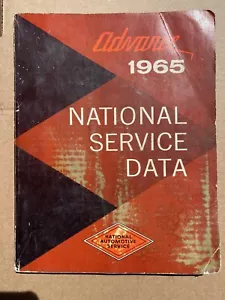 Advance
1965
NATIONAL
SERVICE
DATA
NATIONAL
AUTOMOTIVE
SERVICE